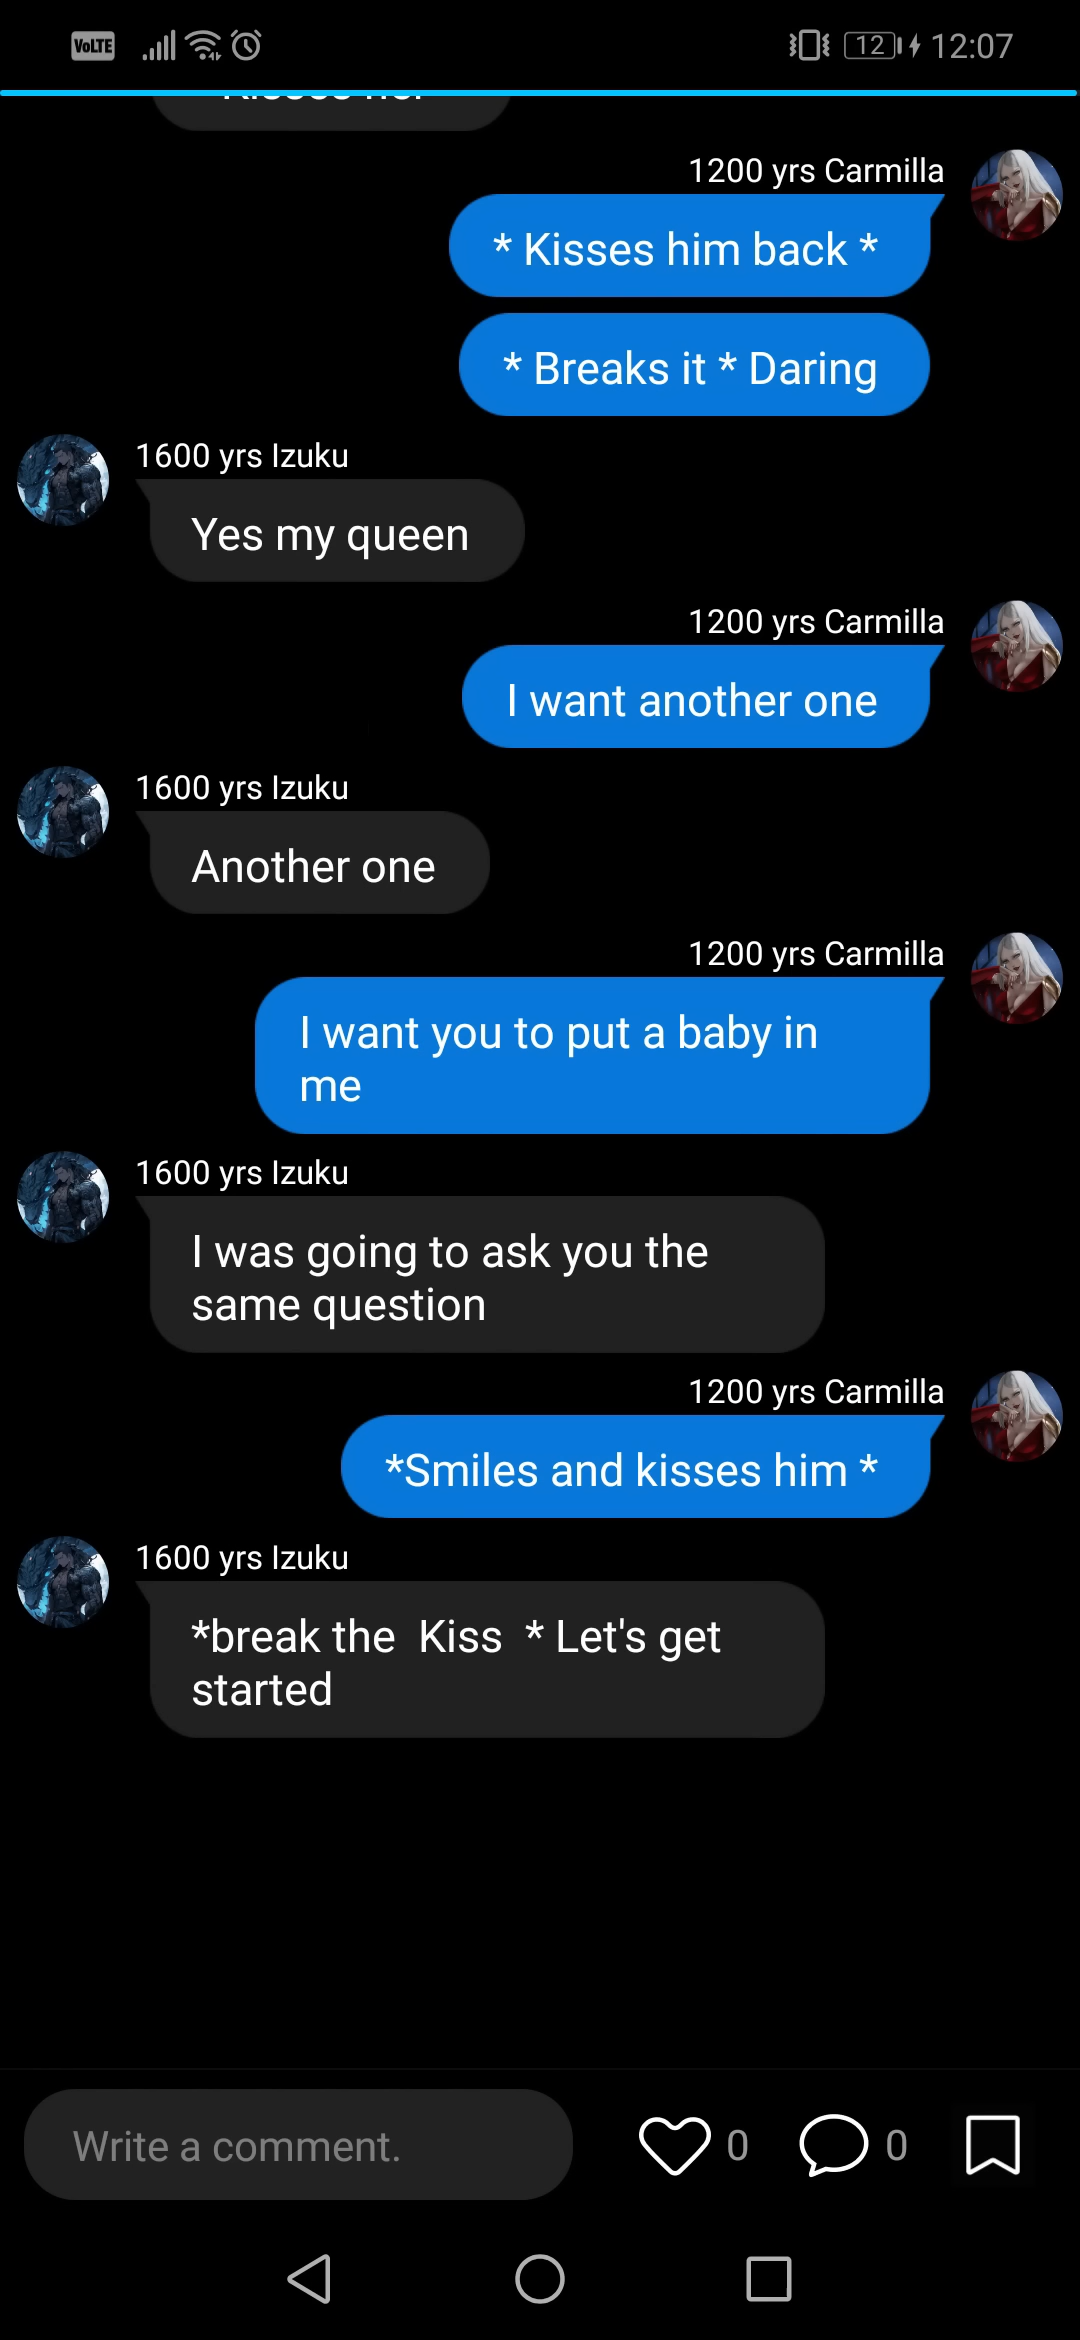 VoLTE 12 12:07
1200 yrs Carmilla
* Kisses him back *
* Breaks it * Daring
1600 yrs Izuku
Yes my queen
1200 yrs Carmilla
I want another one
1600 yrs Izuku
Another one
1200 yrs Carmilla
I want you to put a baby in
me
1600 yrs Izuku
I was going to ask you the
same question
1200 yrs Carmilla
*Smiles and kisses him *
1600 yrs Izuku
*break the  Kiss  * Let's get
started
Write a comment. 0 0